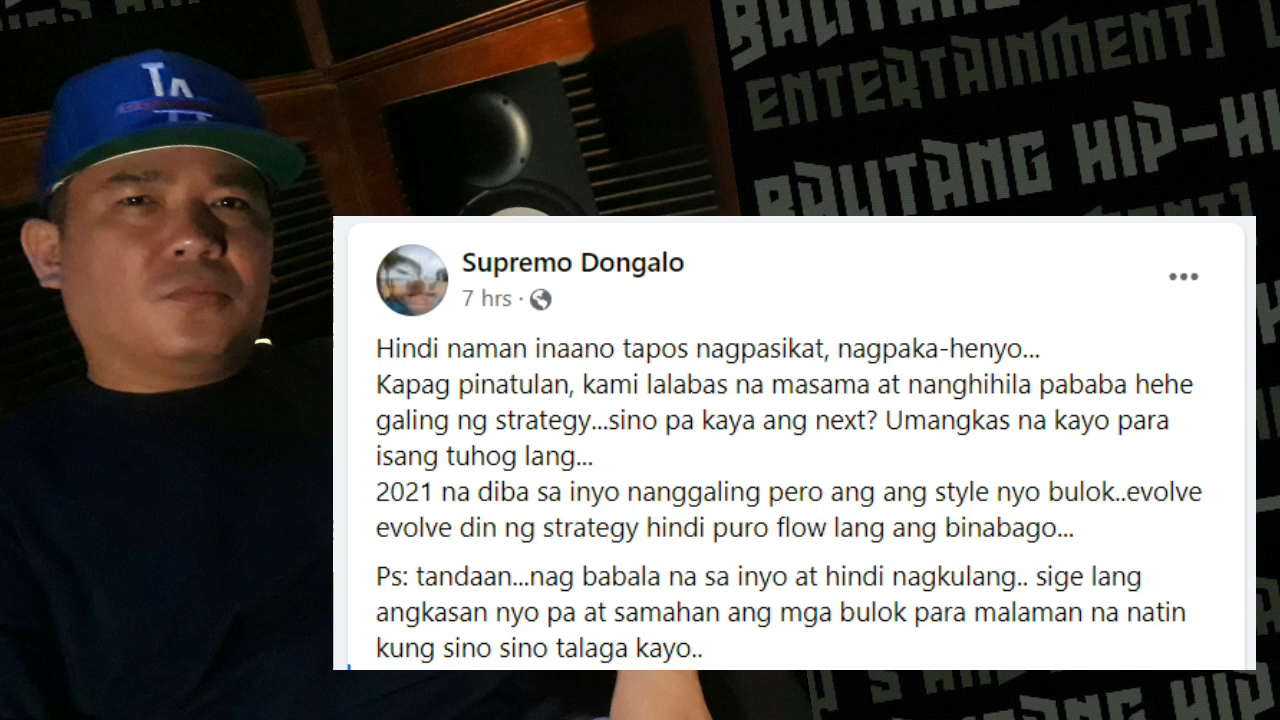 LA
BALITANG
ENTERTAINMENT]
BALITANG HIP-H
Supremo Dongalo
7 hrs ·
Hindi naman inaano tapos nagpasikat, nagpaka-henyo...
Kapag pinatulan, kami lalabas na masama at nanghihila pababa hehe
galing ng strategy...sino pa kaya ang next? Umangkas na kayo para
isang tuhog lang...
2021 na diba sa inyo nanggaling pero ang ang style nyo bulok..evolve
evolve din ng strategy hindi puro flow lang ang binabago...
Ps: tandaan...nag babala na sa inyo at hindi nagkulang.. sige lang
angkasan nyo pa at samahan ang mga bulok para malaman na natin
kung sino sino talaga kayo..